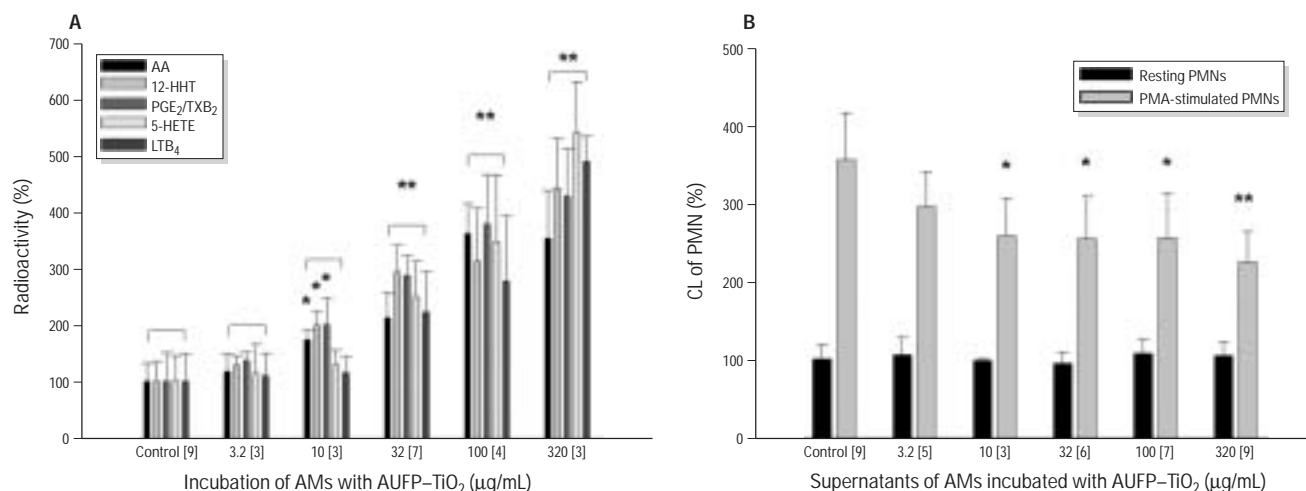 A
Radioactivity (%)
700
600
500
400
300
200
100
0
AA
12-HHT
PGE₂/TXB₂
5-HETE
LTB₄
*
*
*
**
**
**
Control [9] 3.2 [3] 10 [3] 32 [7] 100 [4] 320 [3]
Incubation of AMs with AUFP–TiO₂ (µg/mL)
B
CL of PMN (%)
500
400
300
200
100
0
Resting PMNs
PMA-stimulated PMNs
*
*
*
**
Control [9] 3.2 [5] 10 [3] 32 [6] 100 [7] 320 [9]
Supernatants of AMs incubated with AUFP–TiO₂ (µg/mL)